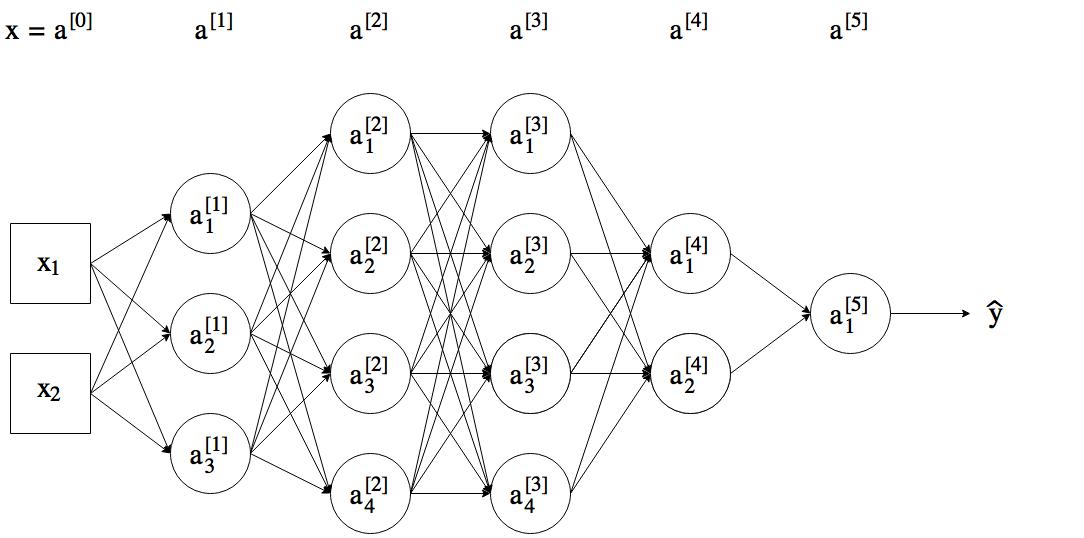 x = a^[0] a^[1] a^[2] a^[3] a^[4] a^[5]
a_1^[2] a_1^[3]
a_1^[1]
x_1 a_2^[2] a_2^[3] a_1^[4]
a_2^[1] a_1^[5] ŷ
x_2 a_3^[2] a_3^[3] a_2^[4]
a_3^[1]
a_4^[2] a_4^[3]